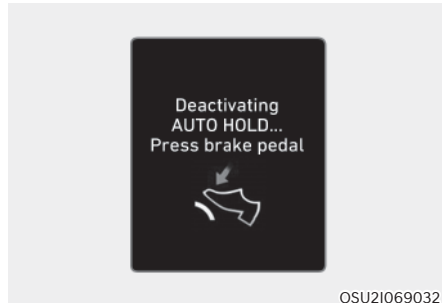 Deactivating
AUTO HOLD...
Press brake pedal
OSU2I069032